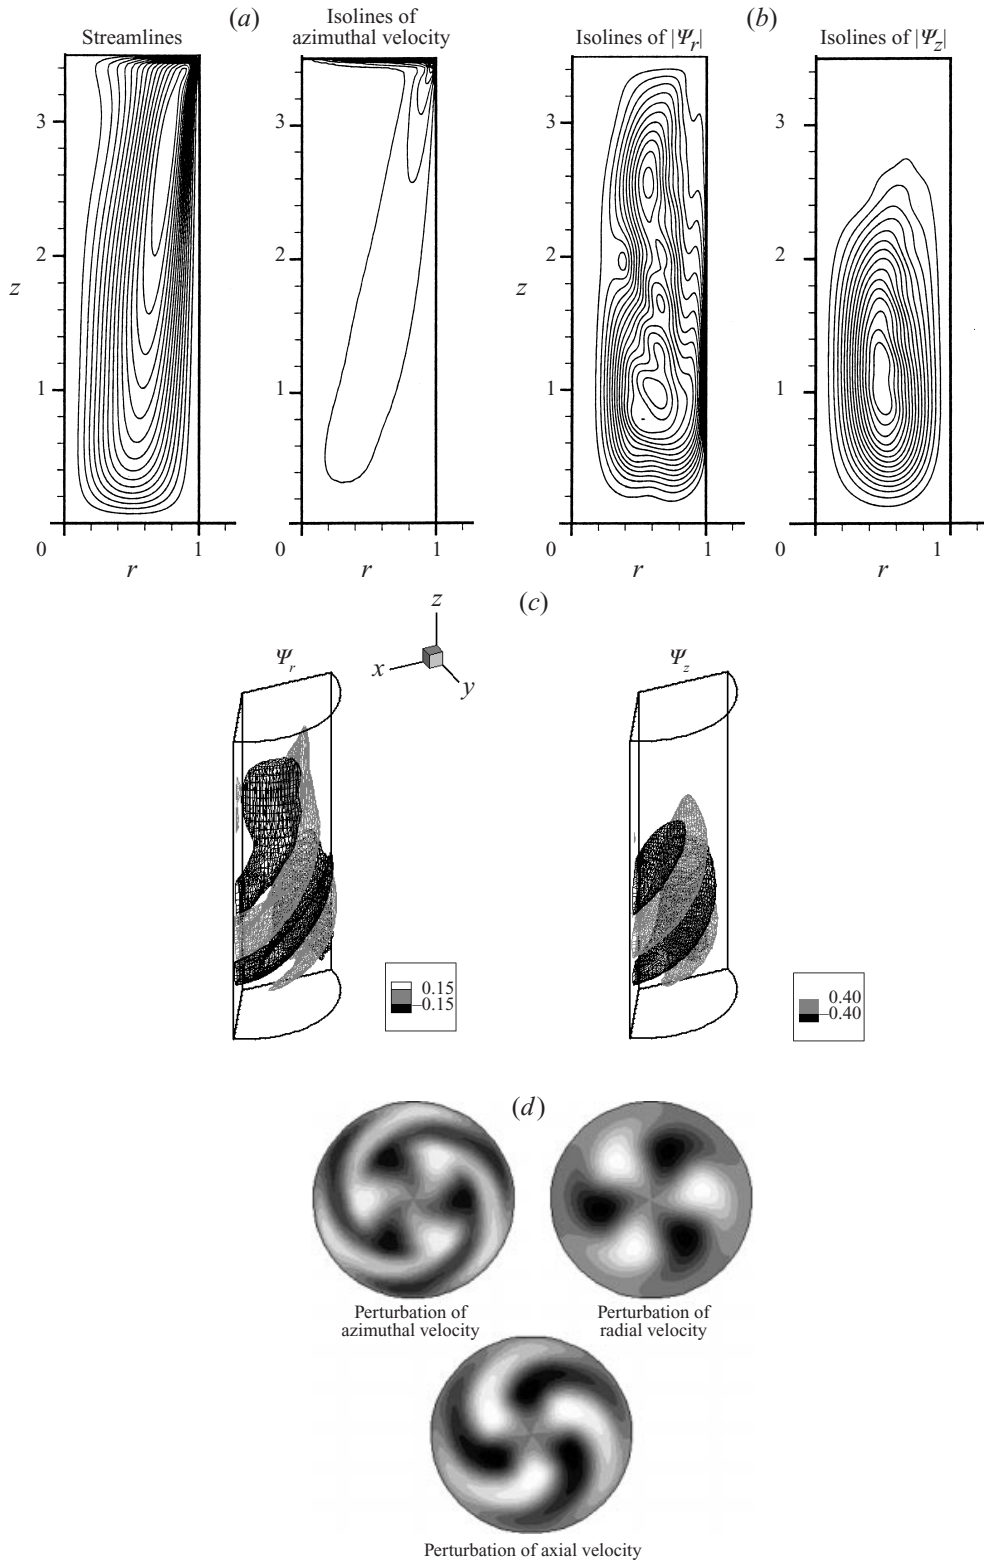 (a)
(b)
Streamlines
Isolines of
azimuthal velocity
Isolines of |Ψr|
Isolines of |Ψz|
3
2
z
1
0
r
1
3
2
1
0
r
1
3
2
z
1
0
r
1
3
2
1
0
r
1
(c)
z
x
y
Ψr
Ψz
0.15
–0.15
0.40
–0.40
(d)
Perturbation of
azimuthal velocity
Perturbation of
radial velocity
Perturbation of axial velocity